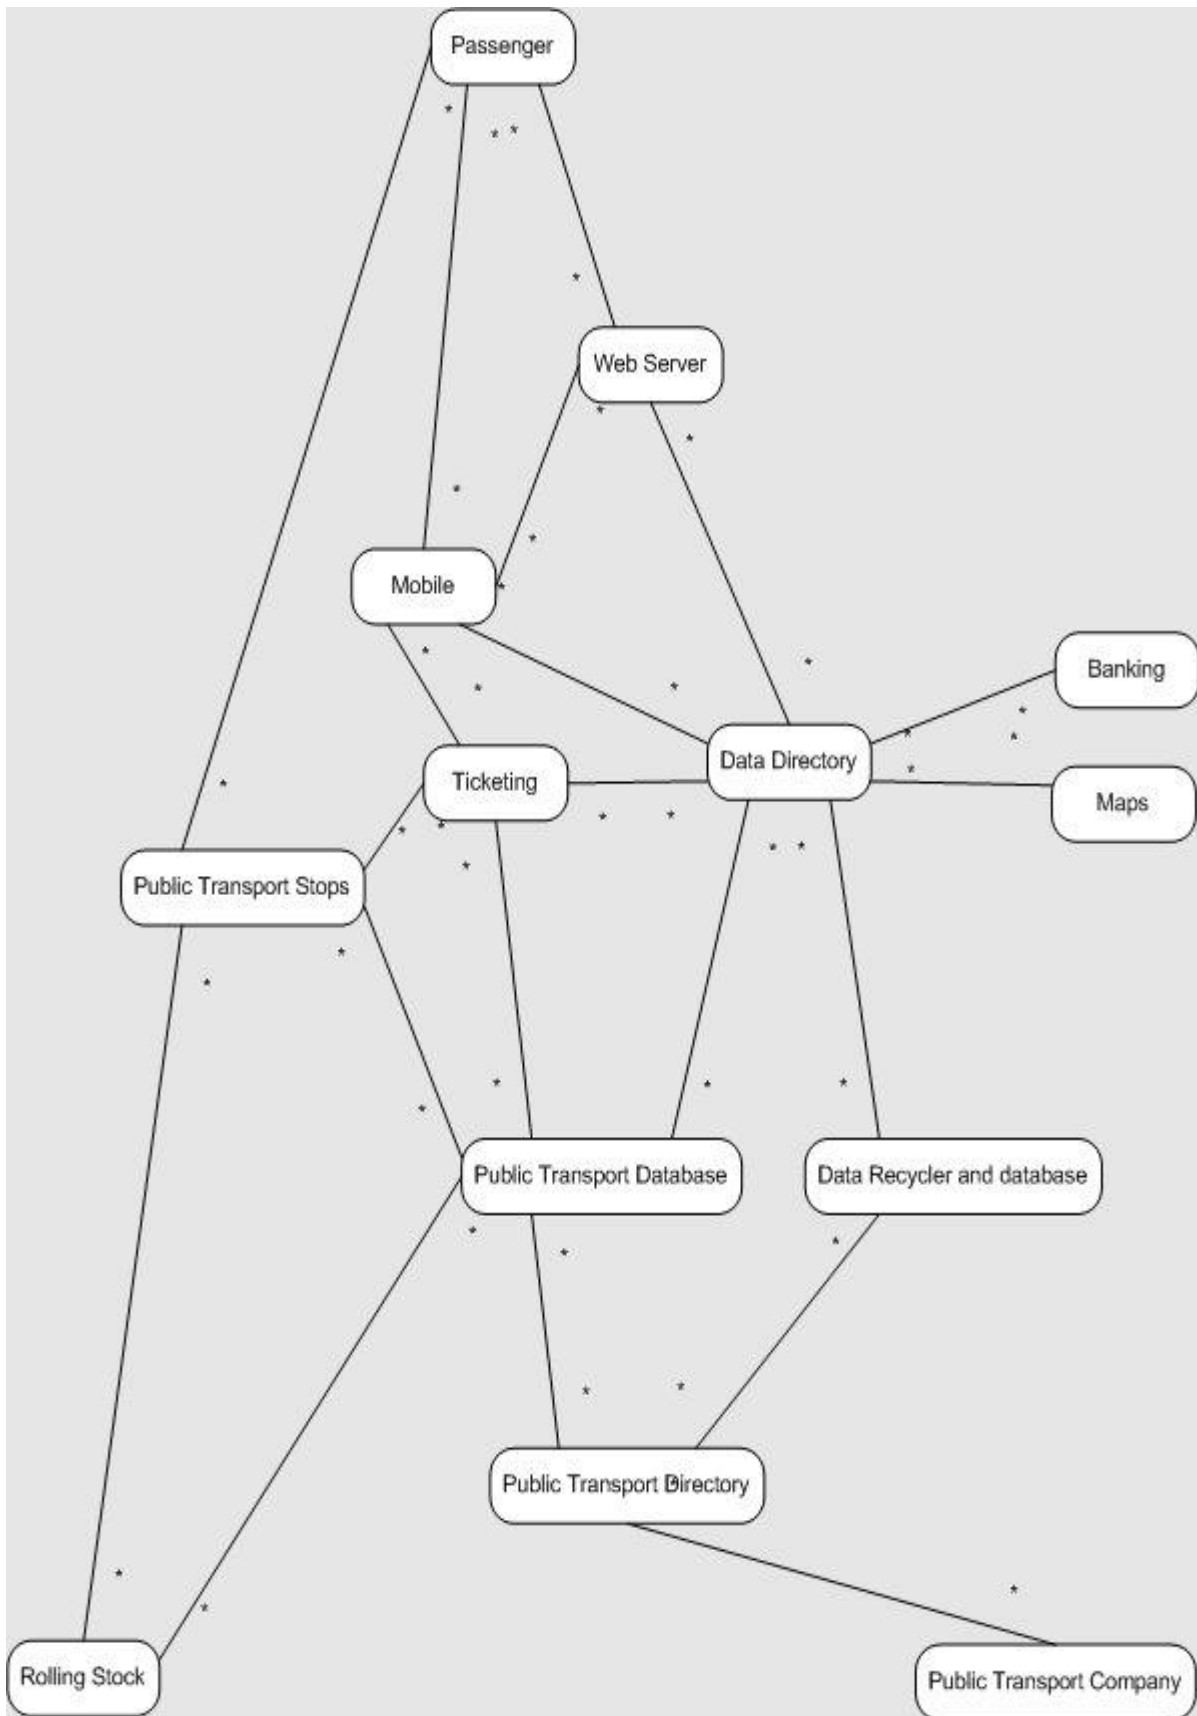 Passenger
* * *
*
Web Server
* *
*
*
*
Mobile
* * * *
Banking
* * * *
Data Directory
*
Ticketing
*
Maps
* * * * *
* * *
Public Transport Stops
* *
* * * *
Public Transport Database
Data Recycler and database
* * *
* *
Public Transport Directory
*
* * *
Rolling Stock
Public Transport Company